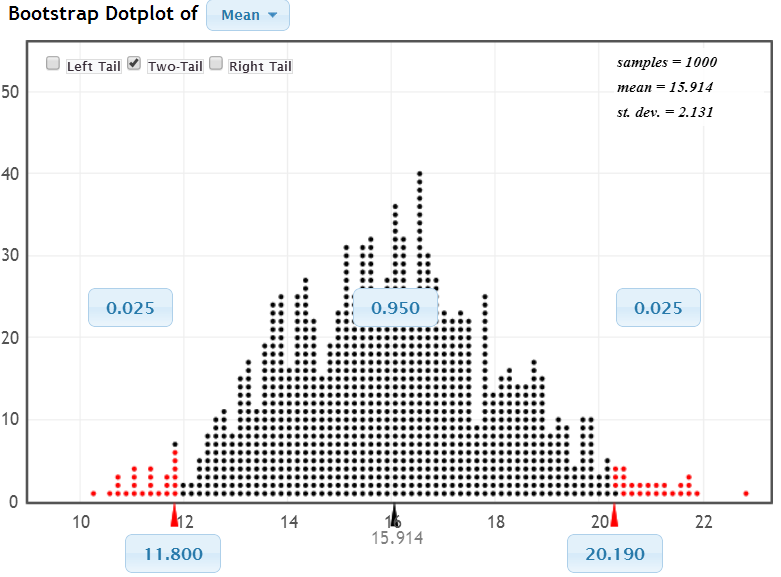 Bootstrap Dotplot of Mean
Left Tail Two-Tail Right Tail
samples = 1000
mean = 15.914
st. dev. = 2.131
50
40
30
0.025 0.950 0.025
20
10
0
10 12 14 16 18 20 22
15.914
11.800 20.190